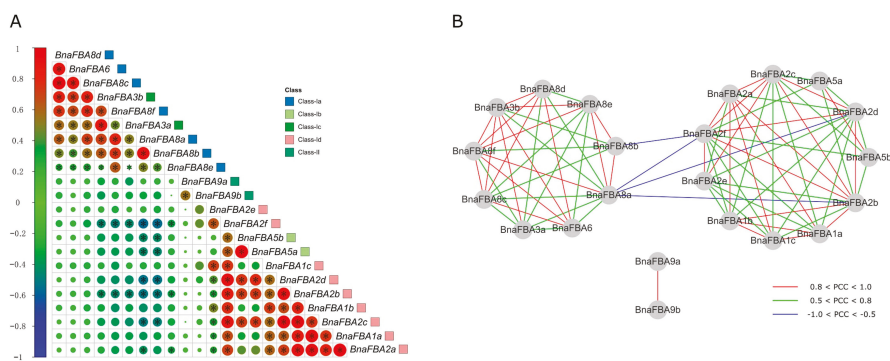 A
B
1
0.8
0.6
0.4
0.2
0
−0.2
−0.4
−0.6
−0.8
−1
BnaFBA8d
BnaFBA6
BnaFBA8c
BnaFBA3b
BnaFBA8f
BnaFBA3a
BnaFBA8a
BnaFBA8b
BnaFBA8e
BnaFBA9a
BnaFBA9b
BnaFBA2e
BnaFBA2f
BnaFBA5b
BnaFBA5a
BnaFBA1c
BnaFBA2d
BnaFBA2b
BnaFBA1b
BnaFBA2c
BnaFBA1a
BnaFBA2a
Class
Class-Ia
Class-Ib
Class-Ic
Class-Id
Class-II
BnaFBA8d
BnaFBA3b
BnaFBA8e
BnaFBA8f
BnaFBA8b
BnaFBA8c
BnaFBA8a
BnaFBA3a
BnaFBA6
BnaFBA2c
BnaFBA5a
BnaFBA2a
BnaFBA2d
BnaFBA2f
BnaFBA5b
BnaFBA2e
BnaFBA2b
BnaFBA1b
BnaFBA1a
BnaFBA1c
BnaFBA9a
BnaFBA9b
0.8 < PCC < 1.0
0.5 < PCC < 0.8
-1.0 < PCC < -0.5